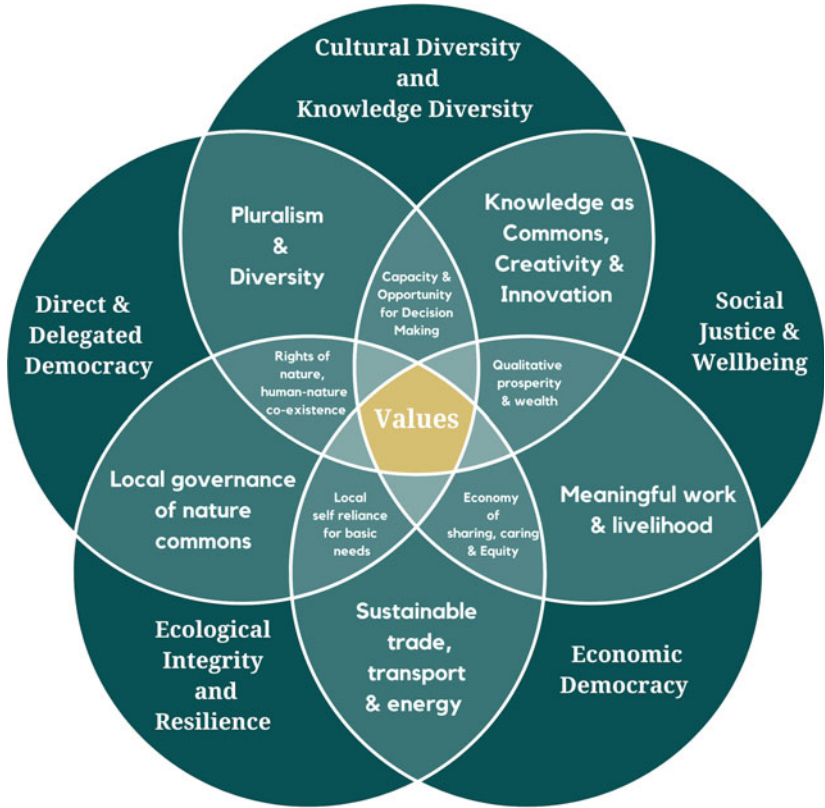 Cultural Diversity
and
Knowledge Diversity
Pluralism
&
Diversity
Knowledge as
Commons,
Creativity &
Innovation
Capacity &
Opportunity
for Decision
Making
Direct &
Delegated
Democracy
Social
Justice &
Wellbeing
Rights of
nature,
human-nature
co-existence
Qualitative
prosperity
& wealth
Values
Local governance
of nature
commons
Local
self reliance
for basic
needs
Economy
of
sharing, caring
& Equity
Meaningful work
& livelihood
Sustainable
trade,
transport
& energy
Ecological
Integrity
and
Resilience
Economic
Democracy